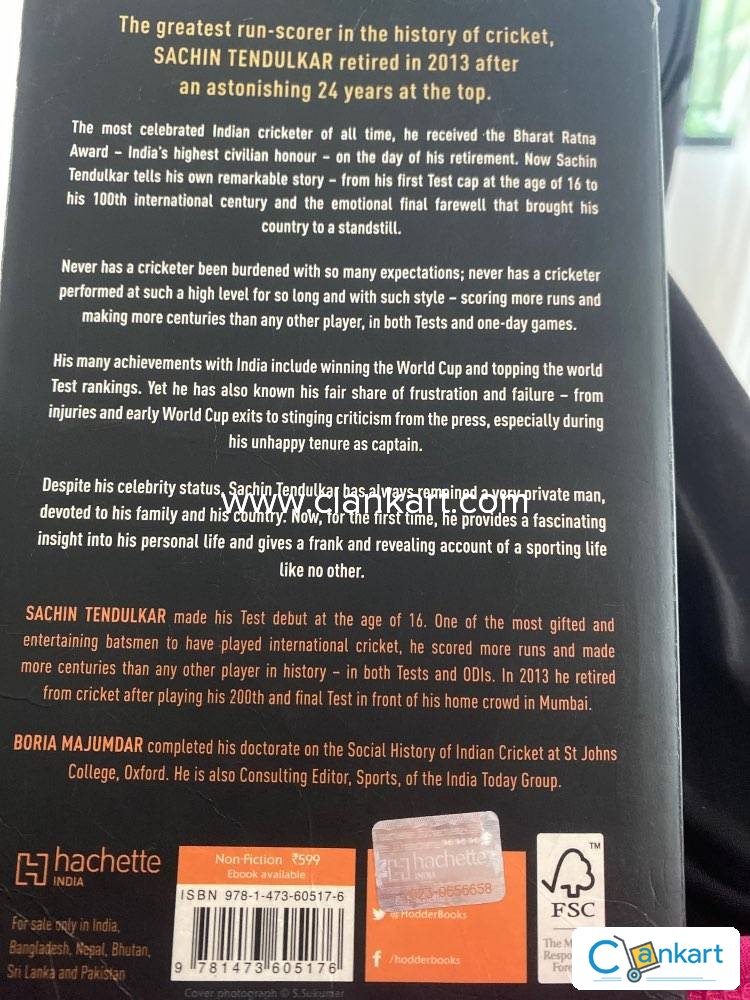 The greatest run-scorer in the history of cricket,
SACHIN TENDULKAR retired in 2013 after
an astonishing 24 years at the top.
The most celebrated Indian cricketer of all time, he received the Bharat Ratna
Award – India's highest civilian honour – on the day of his retirement. Now Sachin
Tendulkar tells his own remarkable story – from his first Test cap at the age of 16 to
his 100th international century and the emotional final farewell that brought his
country to a standstill.
Never has a cricketer been burdened with so many expectations; never has a cricketer
performed at such a high level for so long and with such style – scoring more runs and
making more centuries than any other player, in both Tests and one-day games.
His many achievements with India include winning the World Cup and topping the world
Test rankings. Yet he has also known his fair share of frustration and failure – from
injuries and early World Cup exits to stinging criticism from the press, especially during
his unhappy tenure as captain.
Despite his celebrity status, Sachin Tendulkar has always remained a very private man,
www.clankart.com
devoted to his family and his country. Now, for the first time, he provides a fascinating
insight into his personal life and gives a frank and revealing account of a sporting life
like no other.
SACHIN TENDULKAR made his Test debut at the age of 16. One of the most gifted and
entertaining batsmen to have played international cricket, he scored more runs and made
more centuries than any other player in history – in both Tests and ODIs. In 2013 he retired
from cricket after playing his 200th and final Test in front of his home crowd in Mumbai.
BORIA MAJUMDAR completed his doctorate on the Social History of Indian Cricket at St Johns
College, Oxford. He is also Consulting Editor, Sports, of the India Today Group.
hachette
INDIA
For sale only in India,
Bangladesh, Nepal, Bhutan,
Sri Lanka and Pakistan
Non-Fiction ₹599
Ebook available
ISBN 978-1-473-60517-6
9 781473 605176
Cover photograph © S.Sukumar
hachette
INDIA
023-0656658
@HodderBooks
/hodderbooks
TM
FSC
The M
Respo
Fore
Clankart